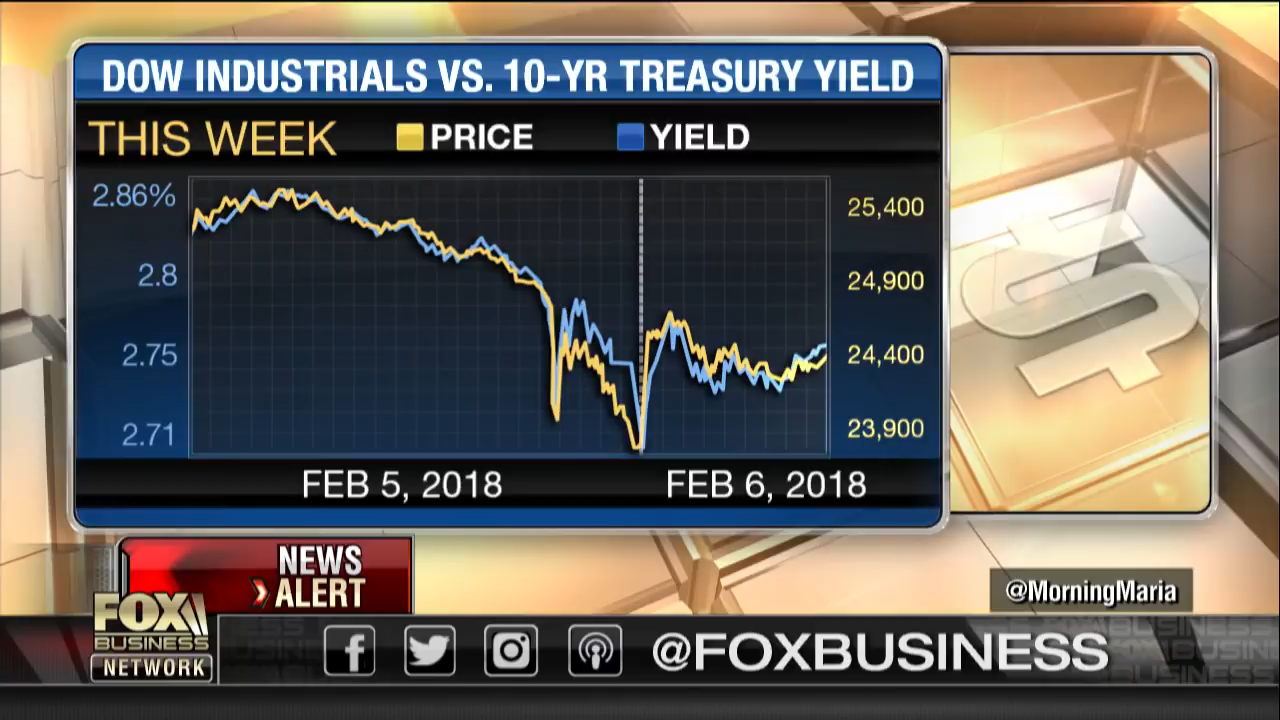 DOW INDUSTRIALS VS. 10-YR TREASURY YIELD
THIS WEEK PRICE YIELD
2.86% 25,400
2.8 24,900
2.75 24,400
2.71 23,900
FEB 5, 2018 FEB 6, 2018
NEWS
ALERT
@MorningMaria
FOX
BUSINESS
NETWORK
@FOXBUSINESS